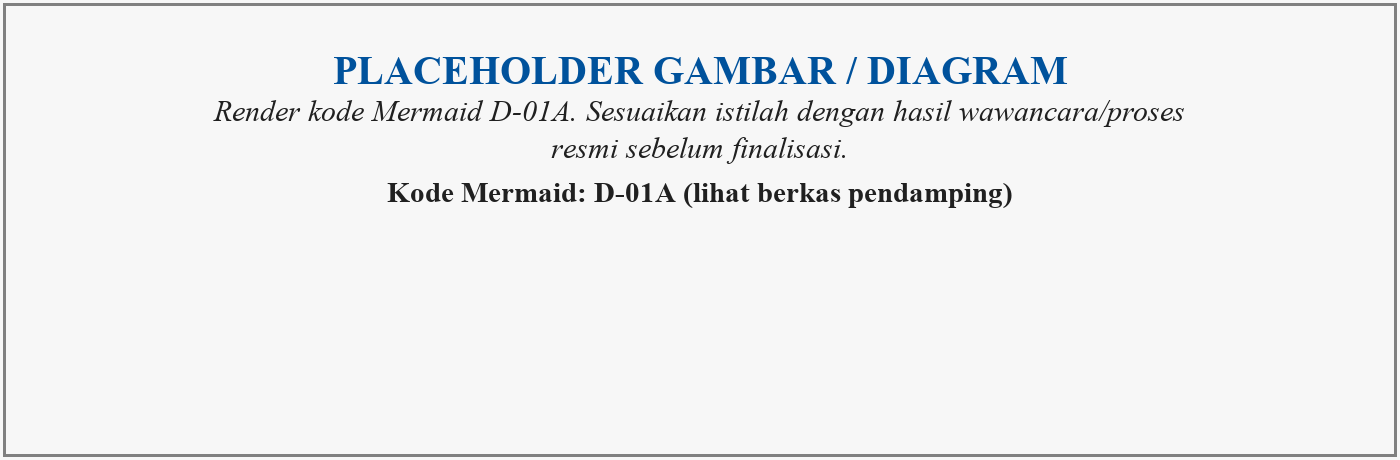 PLACEHOLDER GAMBAR / DIAGRAM
Render kode Mermaid D-01A. Sesuaikan istilah dengan hasil wawancara/proses
resmi sebelum finalisasi.
Kode Mermaid: D-01A (lihat berkas pendamping)